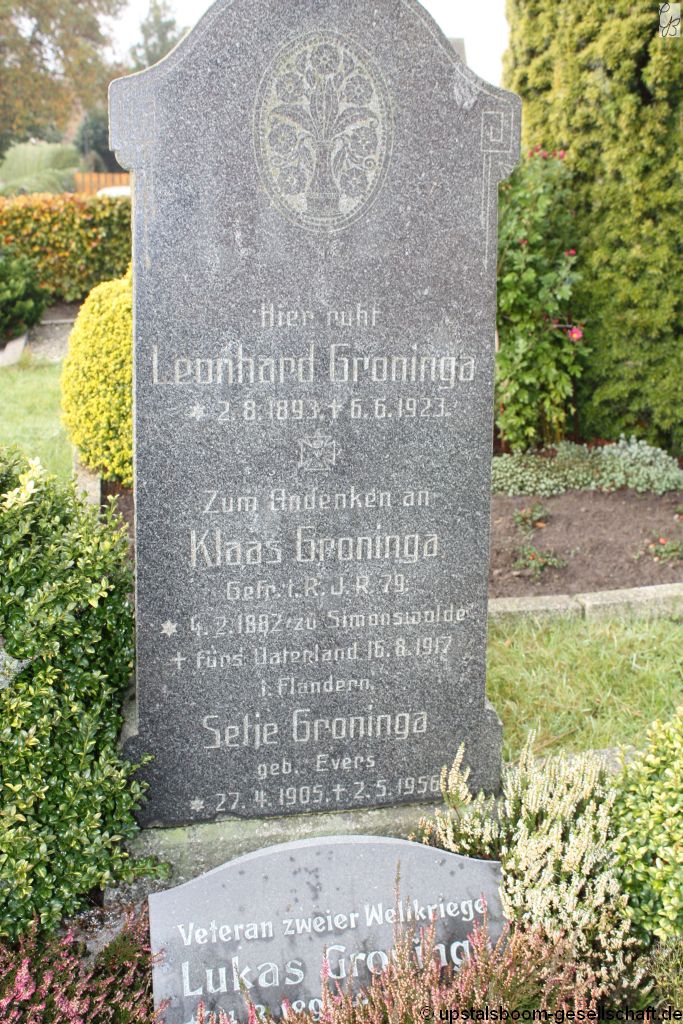 Hier ruht
Leonhard Groninga
* 2.8.1893. + 6.6.1923.
Zum Andenken an
Klaas Groninga
Gefr. i. R. J. R. 79.
* 4.2.1882 zu Simonswolde
+ fürs Vaterland 16.8.1917
i. Flandern.
Setje Groninga
geb. Evers
* 27.4.1905. + 2.5.1956
Veteran zweier Weltkriege
Lukas Groninga
© upstalsboom-gesellschaft.de